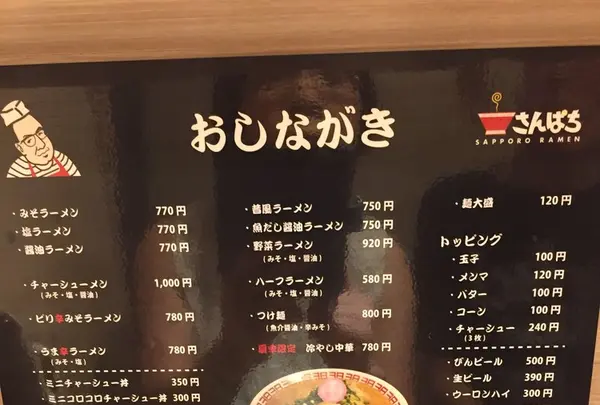 おしながき
さんぱち
SAPPORO RAMEN
・みそラーメン 770円
・塩ラーメン 770円
・醤油ラーメン 770円
・チャーシューメン 1,000円
(みそ・塩・醤油)
・ピリ辛みそラーメン 780円
・うま辛ラーメン 780円
(みそ・塩)
・ミニチャーシュー丼 350円
・ミニコロコロチャーシュー丼 300円
・昔風ラーメン 750円
・魚だし醤油ラーメン 750円
・野菜ラーメン 920円
(みそ・塩・醤油)
・ハーフラーメン 580円
(みそ・塩・醤油)
・つけ麺 800円
(魚介醤油・辛みそ)
・夏季限定 冷やし中華 780円
・麺大盛 120円
トッピング
・玉子 100円
・メンマ 120円
・バター 100円
・コーン 100円
・チャーシュー 240円
(3枚)
・びんビール 500円
・生ビール 390円
・ウーロンハイ 300円